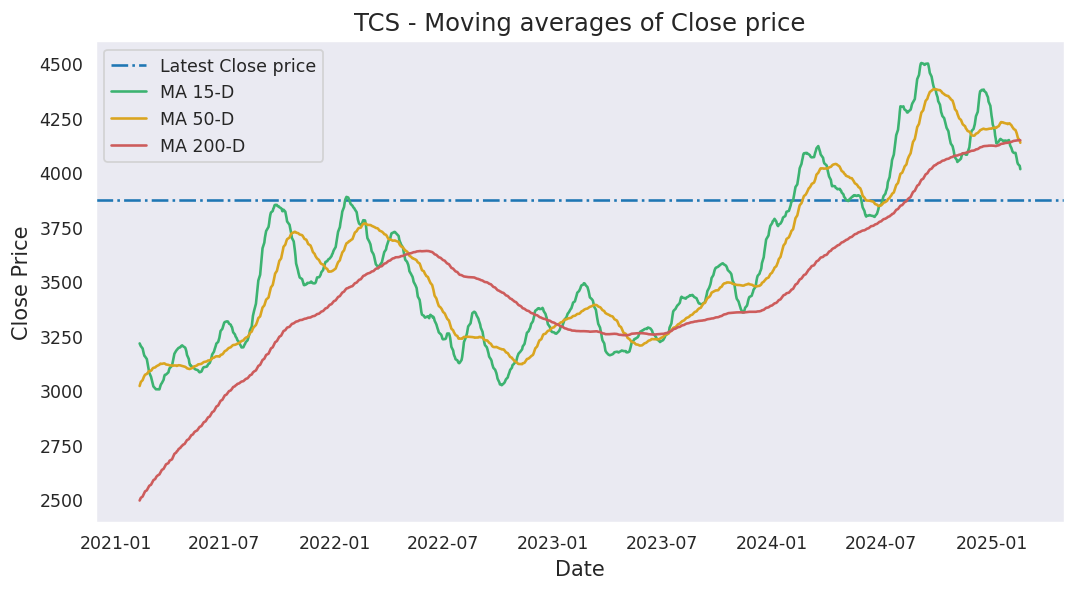 TCS - Moving averages of Close price
Latest Close price
MA 15-D
MA 50-D
MA 200-D
Close Price
4500
4250
4000
3750
3500
3250
3000
2750
2500
2021-01 2021-07 2022-01 2022-07 2023-01 2023-07 2024-01 2024-07 2025-01
Date